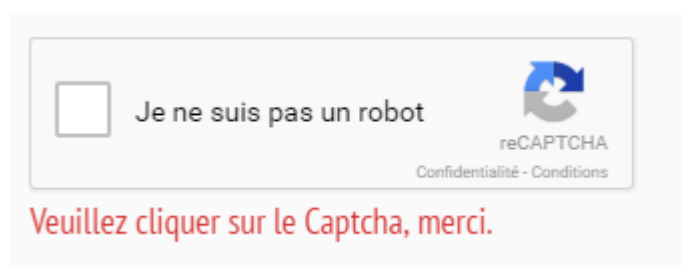 Je ne suis pas un robot
reCAPTCHA
Confidentialité - Conditions
Veuillez cliquer sur le Captcha, merci.